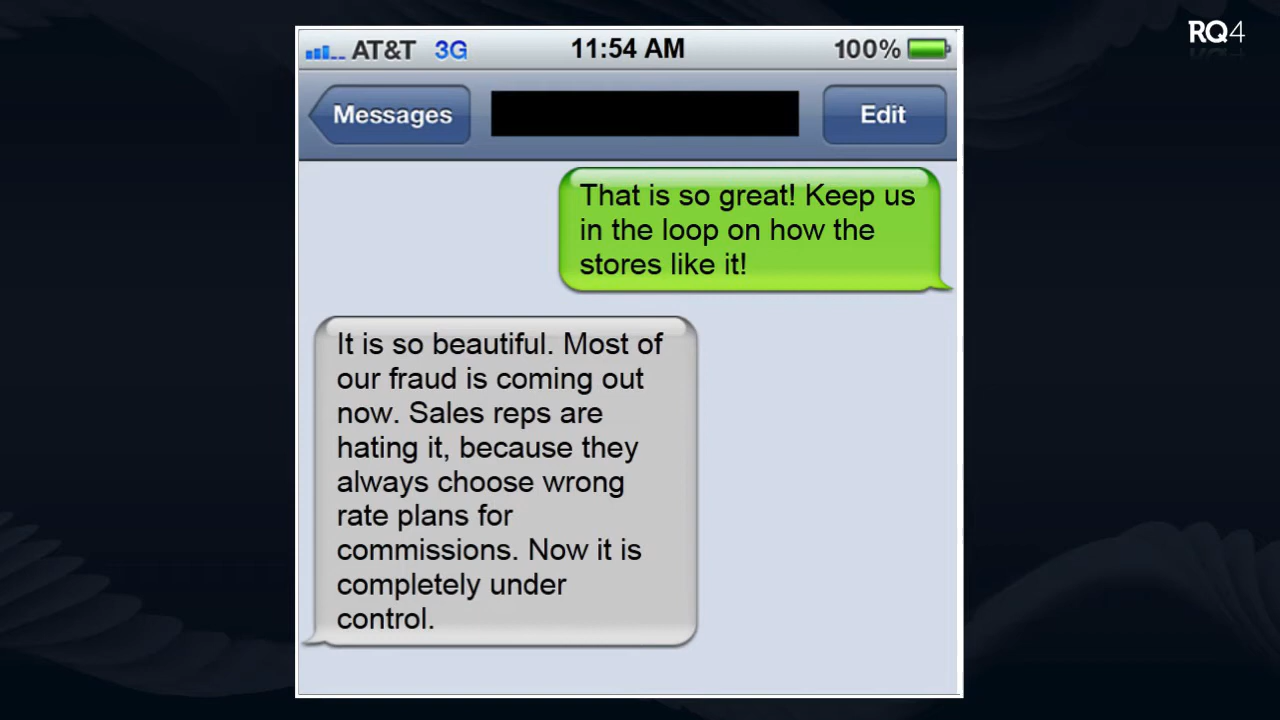 RQ4
AT&T 3G 11:54 AM 100%
Messages Edit
That is so great! Keep us
in the loop on how the
stores like it!
It is so beautiful. Most of
our fraud is coming out
now. Sales reps are
hating it, because they
always choose wrong
rate plans for
commissions. Now it is
completely under
control.